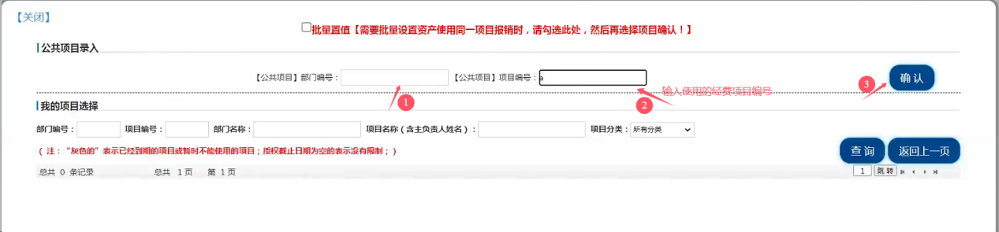 【关闭】
批量置值【需要批量设置资产使用同一项目报销时，请勾选此处，然后再选择项目确认！】
公共项目录入
【公共项目】部门编号： 【公共项目】项目编号：a 确认
1 2 输入使用的经费项目编号 3
我的项目选择
部门编号： 项目编号： 部门名称： 项目名称（含主负责人姓名）： 项目分类：所有分类
（ 注：“灰色的”表示已经到期的项目或暂时不能使用的项目；授权截止日期为空的表示没有限制；）
查询 返回上一页
总共 0 条记录 总共 1 页 第 1 页 1 跳 转